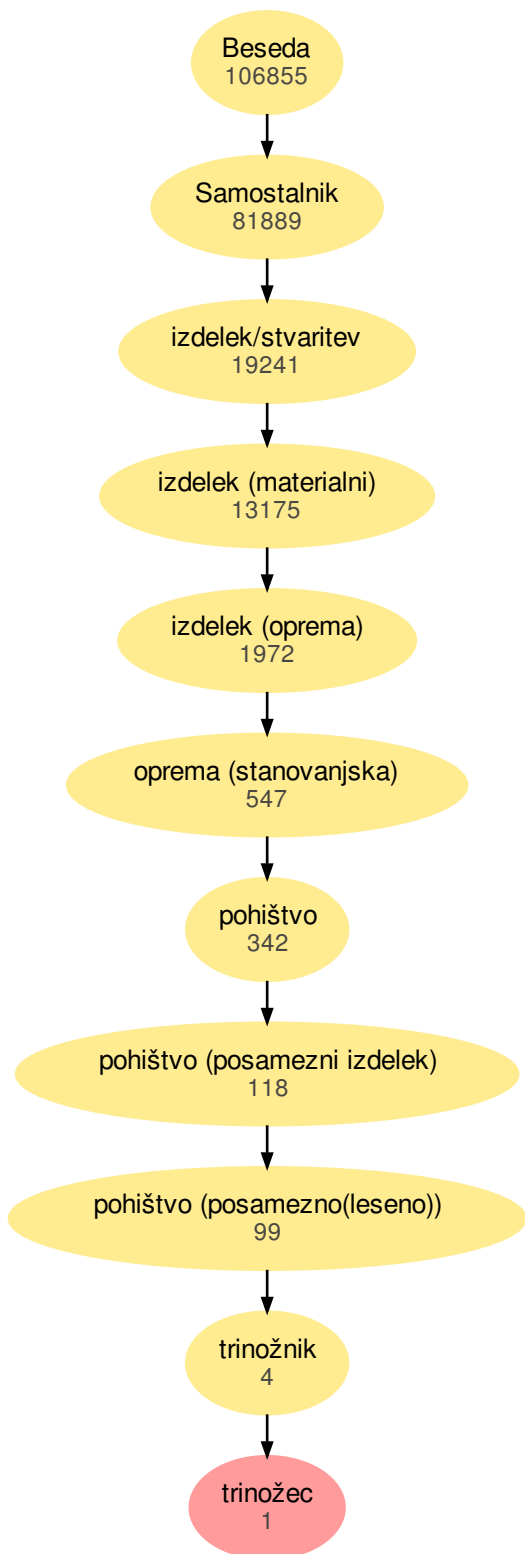 Beseda
106855
Samostalnik
81889
izdelek/stvaritev
19241
izdelek (materialni)
13175
izdelek (oprema)
1972
oprema (stanovanjska)
547
pohištvo
342
pohištvo (posamezni izdelek)
118
pohištvo (posamezno(leseno))
99
trinožnik
4
trinožec
1